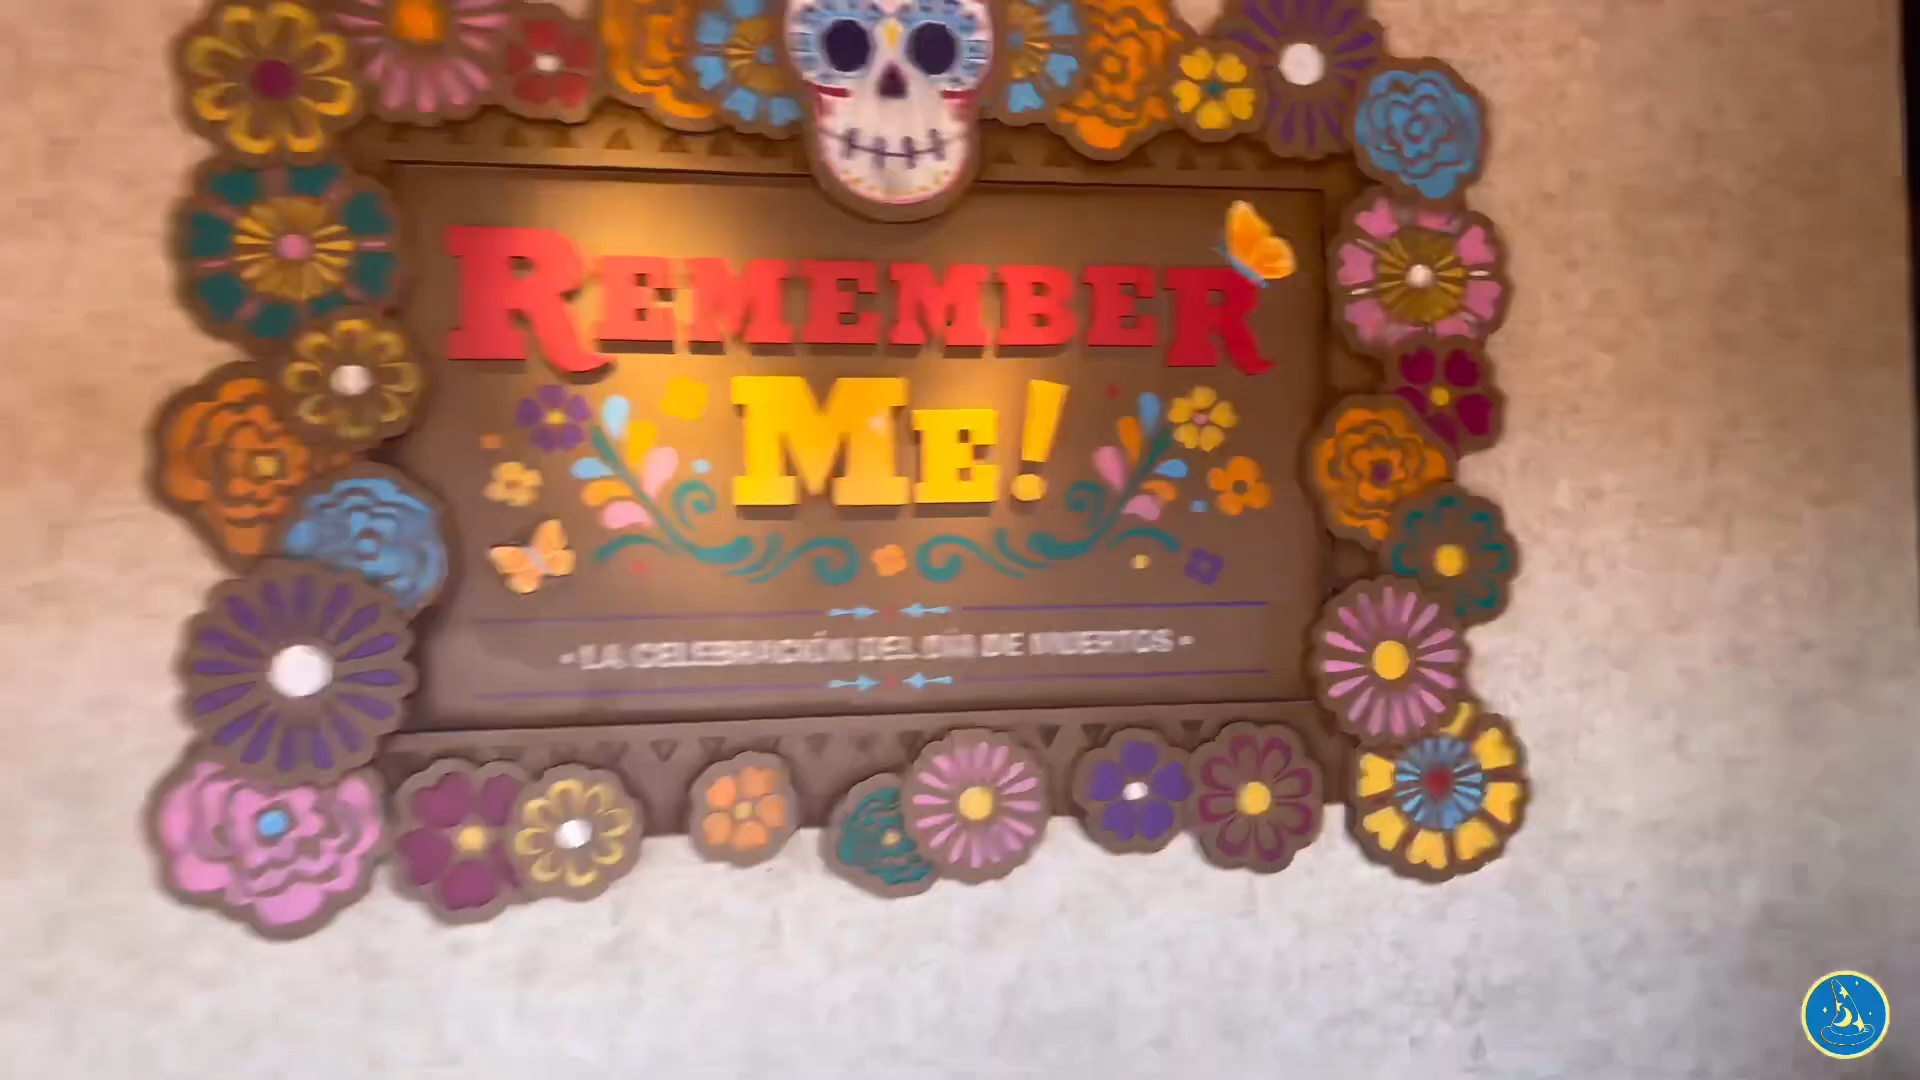 REMEMBER
ME!
• LA CELEBRACIÓN DEL DÍA DE MUERTOS •